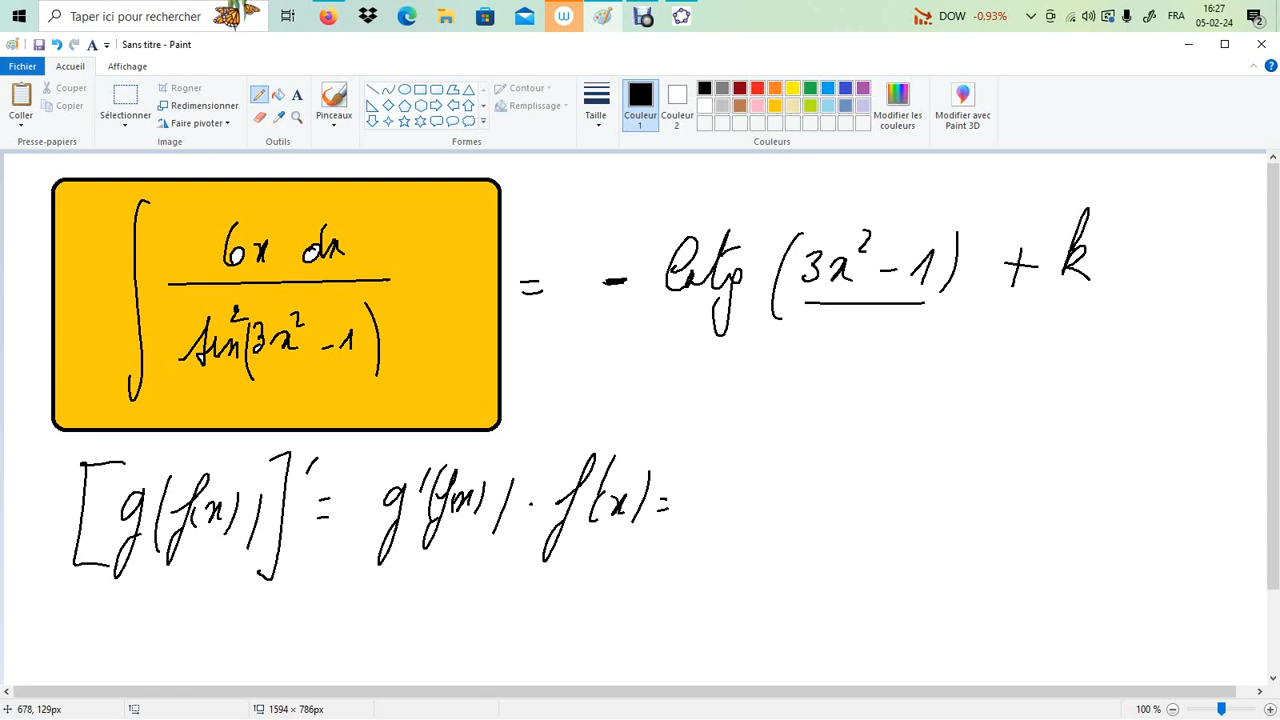 Taper ici pour rechercher
DOW -0,93%
FRA
16:27
05-02-24
2
Sans titre - Paint
Fichier Accueil Affichage
Coller
Couper
Copier
Presse-papiers
Sélectionner
Rogner
Redimensionner
Faire pivoter
Image
Outils
Pinceaux
Contour
Remplissage
Formes
Taille
Couleur 1
Couleur 2
Modifier les couleurs
Couleurs
Modifier avec Paint 3D
∫ 6x dx / sin²(3x² - 1) = - Cotg (3x² - 1) + k
[g(f(x))]' = g'(f(x)) . f'(x) =
678, 129px
1594 × 786px
100 %